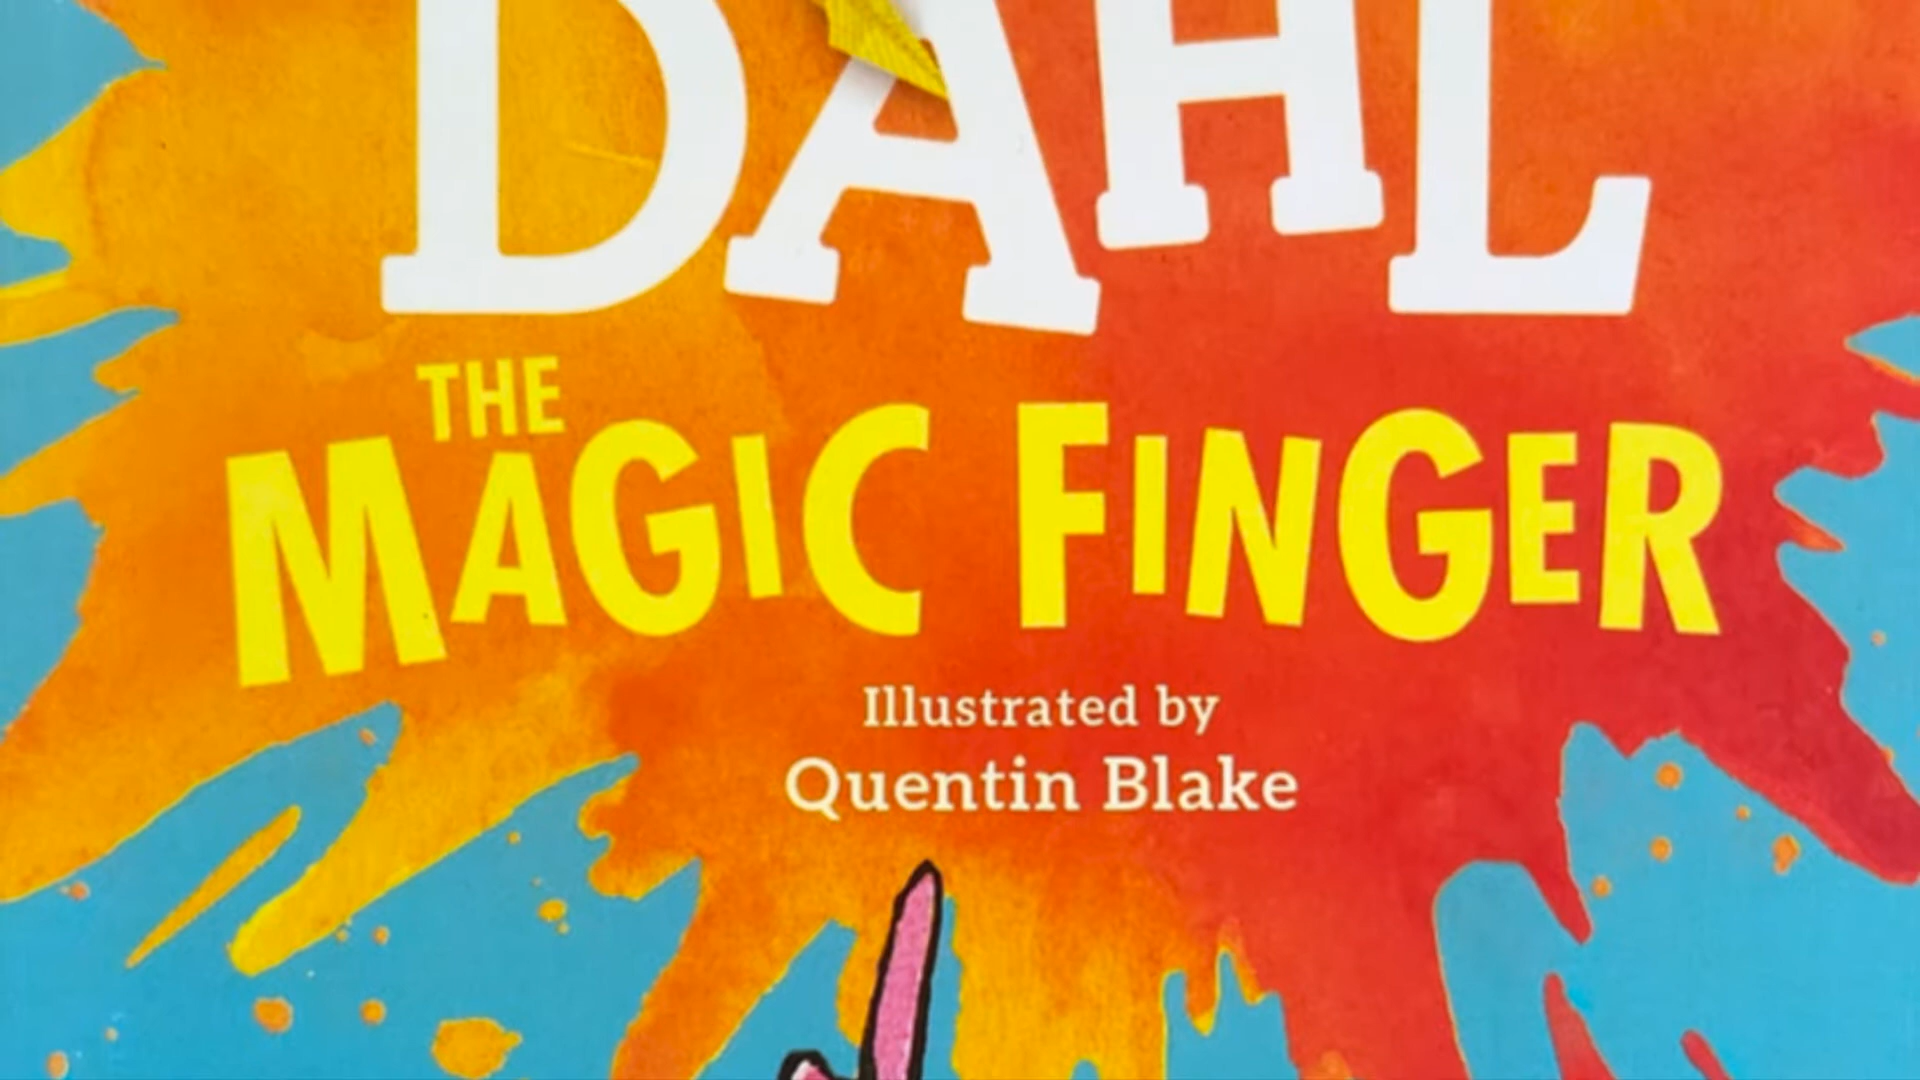 DAHL
THE
MAGIC FINGER
Illustrated by
Quentin Blake